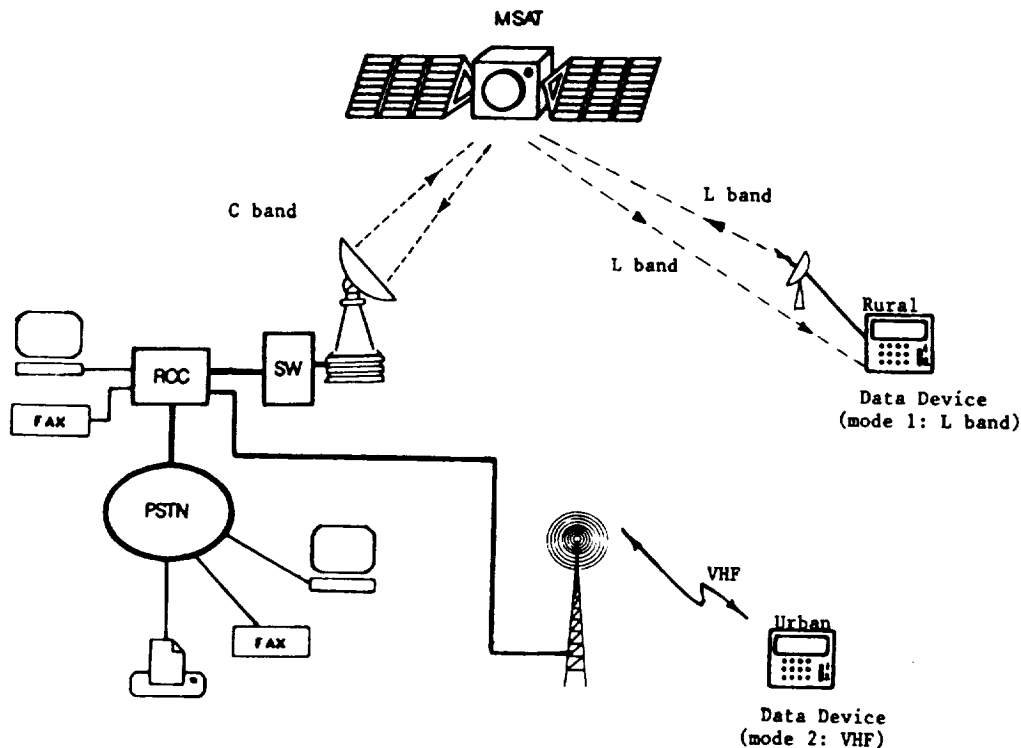 MSAT
C band
L band
L band
Rural
RCC
SW
FAX
Data Device
(mode 1: L band)
PSTN
VHF
Urban
FAX
Data Device
(mode 2: VHF)